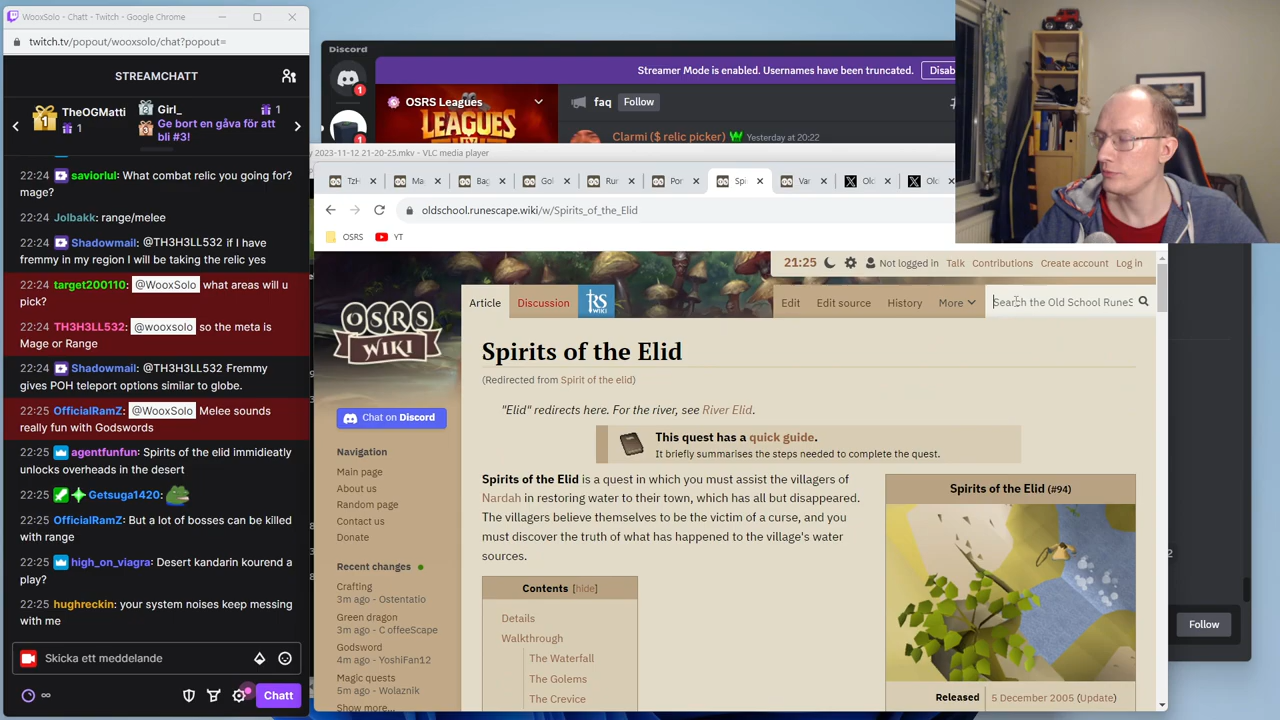 WooxSolo - Chatt - Twitch - Google Chrome
twitch.tv/popout/wooxsolo/chat?popout=
STREAMCHATT
TheOGMatti
1
Girl_
1
Ge bort en gåva för att
bli #3!
22:24 saviorlul: What combat relic you going for?
mage?
22:24 Jolbakk: range/melee
22:24 Shadowmail: @TH3H3LL532 if I have
fremmy in my region I will be taking the relic yes
22:24 target200110: @WooxSolo what areas will u
pick?
22:24 TH3H3LL532: @wooxsolo so the meta is
Mage or Range
22:24 Shadowmail: @TH3H3LL532 Fremmy
gives POH teleport options similar to globe.
22:25 OfficialRamZ: @WooxSolo Melee sounds
really fun with Godswords
22:25 agentfunfun: Spirits of the elid immidieatly
unlocks overheads in the desert
22:25 Getsuga1420:
22:25 OfficialRamZ: But a lot of bosses can be killed
with range
22:25 high_on_viagra: Desert kandarin kourend a
play?
22:25 hughreckin: your system noises keep messing
with me
Skicka ett meddelande
Chatt
Discord
1
Streamer Mode is enabled. Usernames have been truncated.
Disab
OSRS Leagues
LEAGUES
faq
Follow
Clarmi ($ relic picker)
Yesterday at 20:22
2023-11-12 21-20-25.mkv - VLC media player
TzH
Ma
Bag
Gol
Run
Por
Spi
Var
Old
Old
oldschool.runescape.wiki/w/Spirits_of_the_Elid
OSRS
YT
21:25
Not logged in
Talk
Contributions
Create account
Log in
Article
Discussion
RS
WIKI
Edit
Edit source
History
More
Search the Old School RuneS
OSRS
WIKI
Chat on Discord
Navigation
Main page
About us
Random page
Contact us
Donate
Recent changes
Crafting
3m ago - Ostentatio
Green dragon
3m ago - C offeeScape
Godsword
4m ago - YoshiFan12
Magic quests
5m ago - Wolaznik
Show more...
Spirits of the Elid
(Redirected from Spirit of the elid)
"Elid" redirects here. For the river, see River Elid.
This quest has a quick guide.
It briefly summarises the steps needed to complete the quest.
Spirits of the Elid is a quest in which you must assist the villagers of
Nardah in restoring water to their town, which has all but disappeared.
The villagers believe themselves to be the victim of a curse, and you
must discover the truth of what has happened to the village's water
sources.
Contents [hide]
Details
Walkthrough
The Waterfall
The Golems
The Crevice
Spirits of the Elid (#94)
Released
5 December 2005 (Update)
Follow